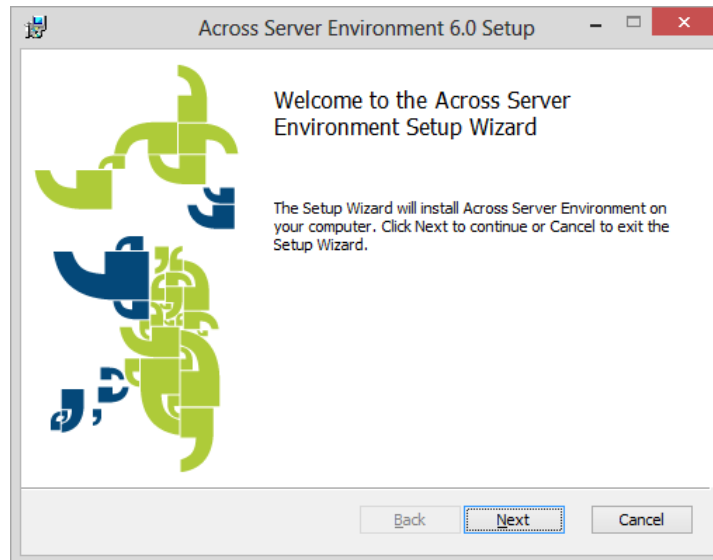 Across Server Environment 6.0 Setup
Welcome to the Across Server
Environment Setup Wizard
The Setup Wizard will install Across Server Environment on
your computer. Click Next to continue or Cancel to exit the
Setup Wizard.
Back
Next
Cancel